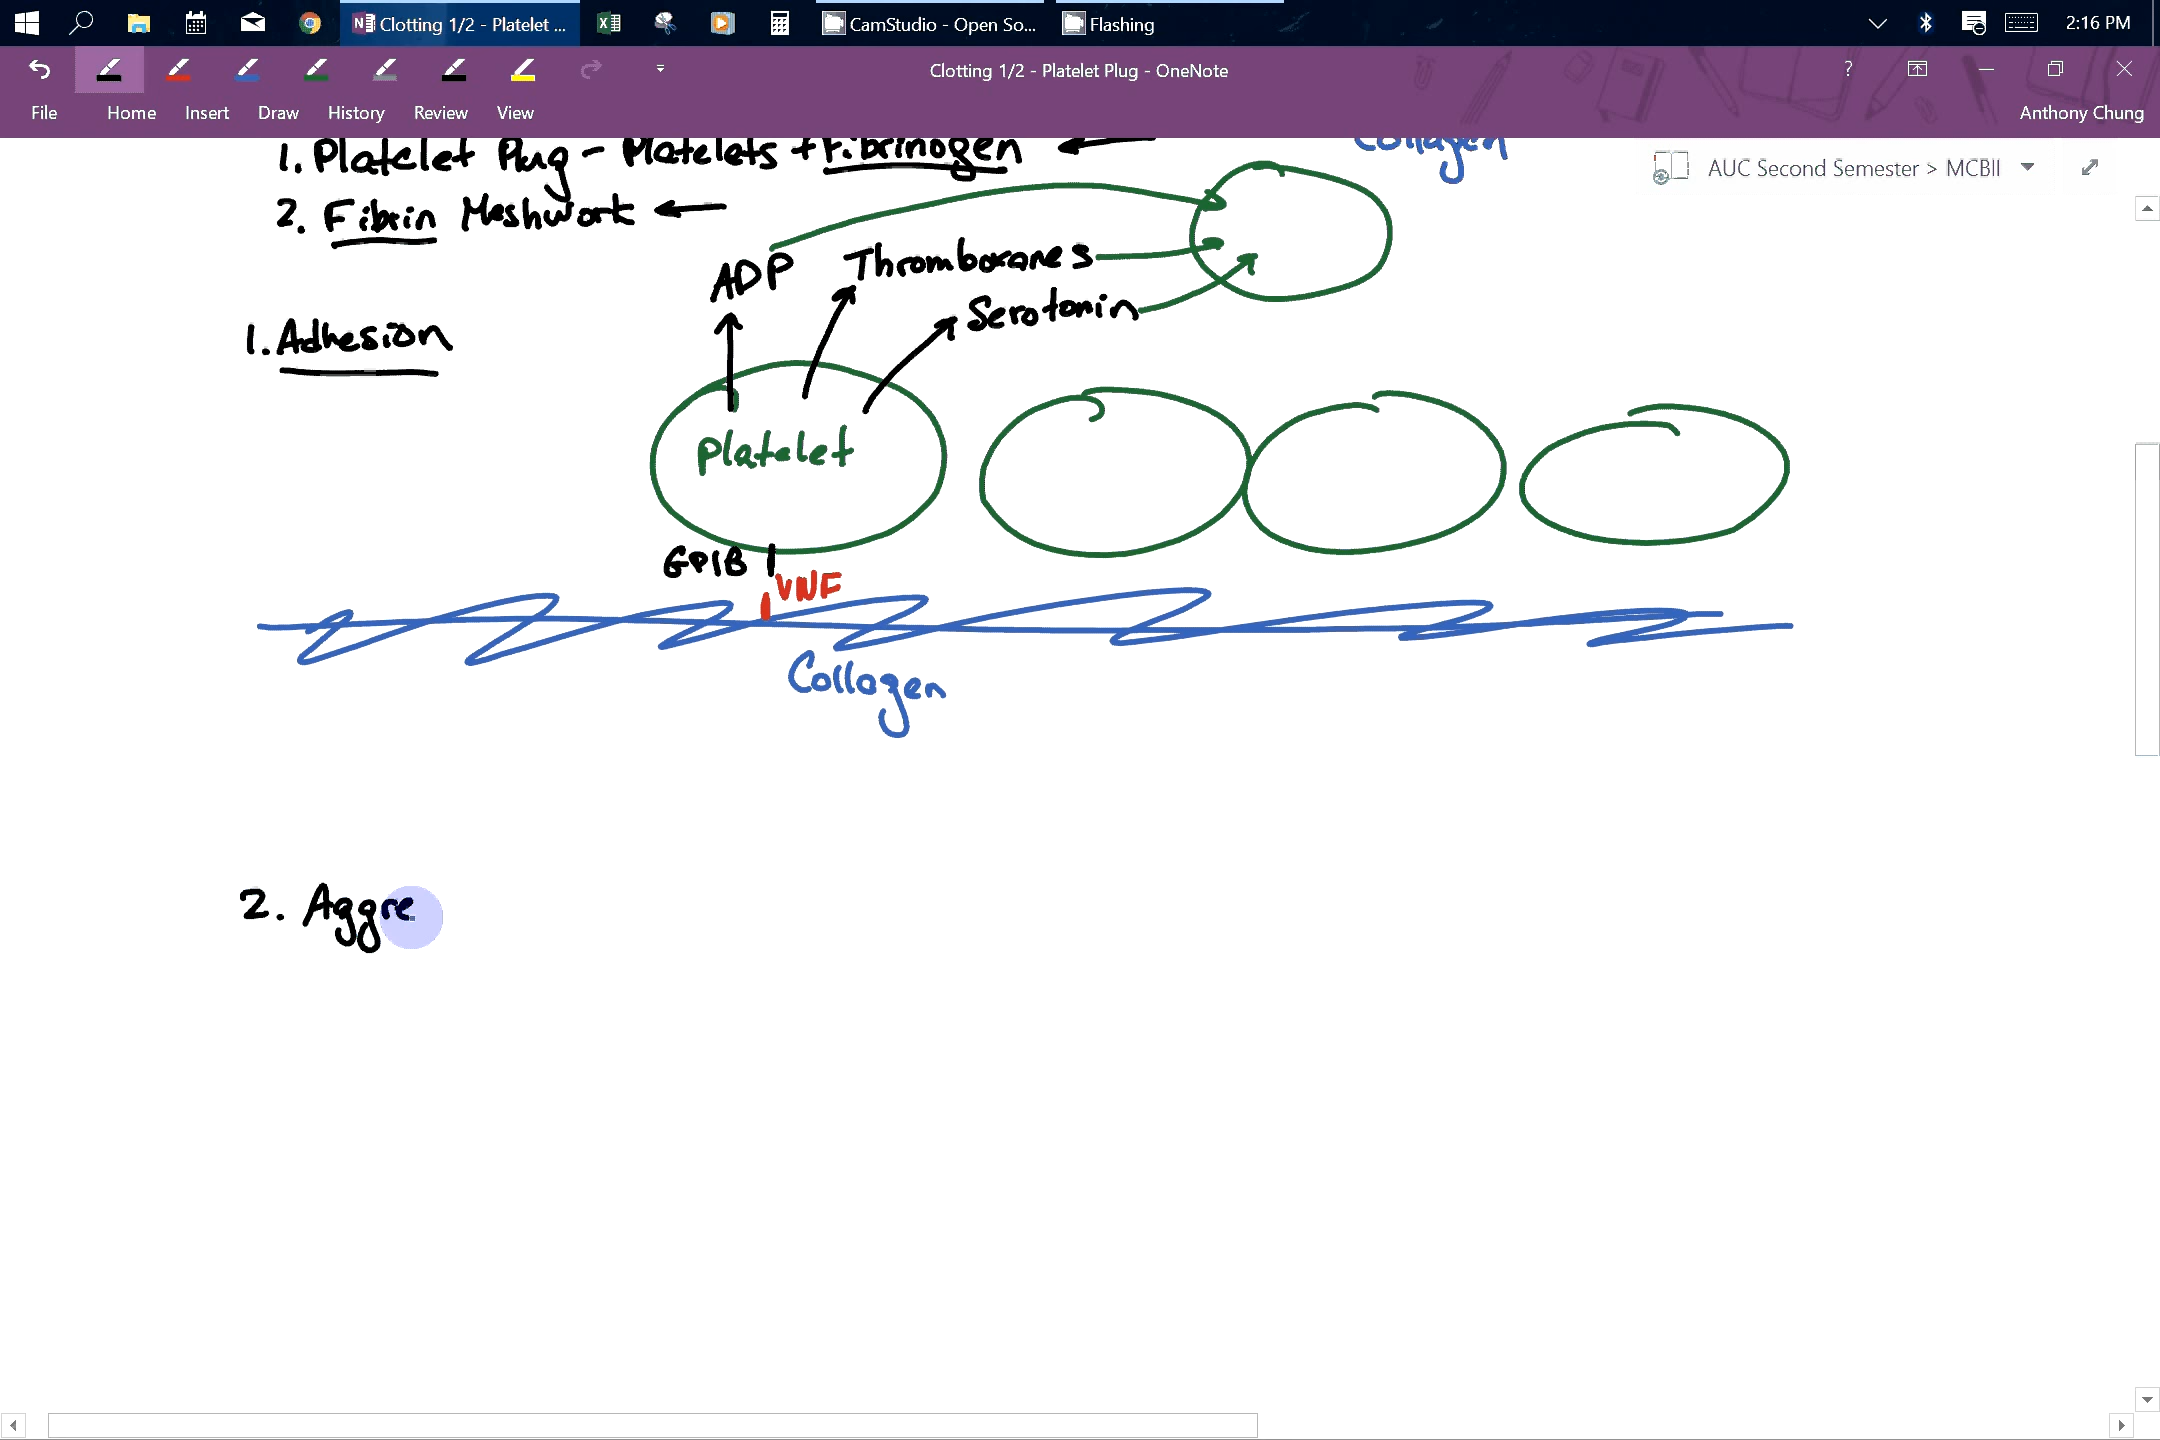 Clotting 1/2 - Platelet ...
CamStudio - Open So...
Flashing
2:16 PM
Clotting 1/2 - Platelet Plug - OneNote
?
File Home Insert Draw History Review View
Anthony Chung
AUC Second Semester > MCBII
1. Platelet Plug - Platelets + Fibrinogen
Collagen
2. Fibrin Meshwork
ADP
Thromboxanes
Serotonin
1. Adhesion
Platelet
GPIB
VWF
Collagen
2. Aggre